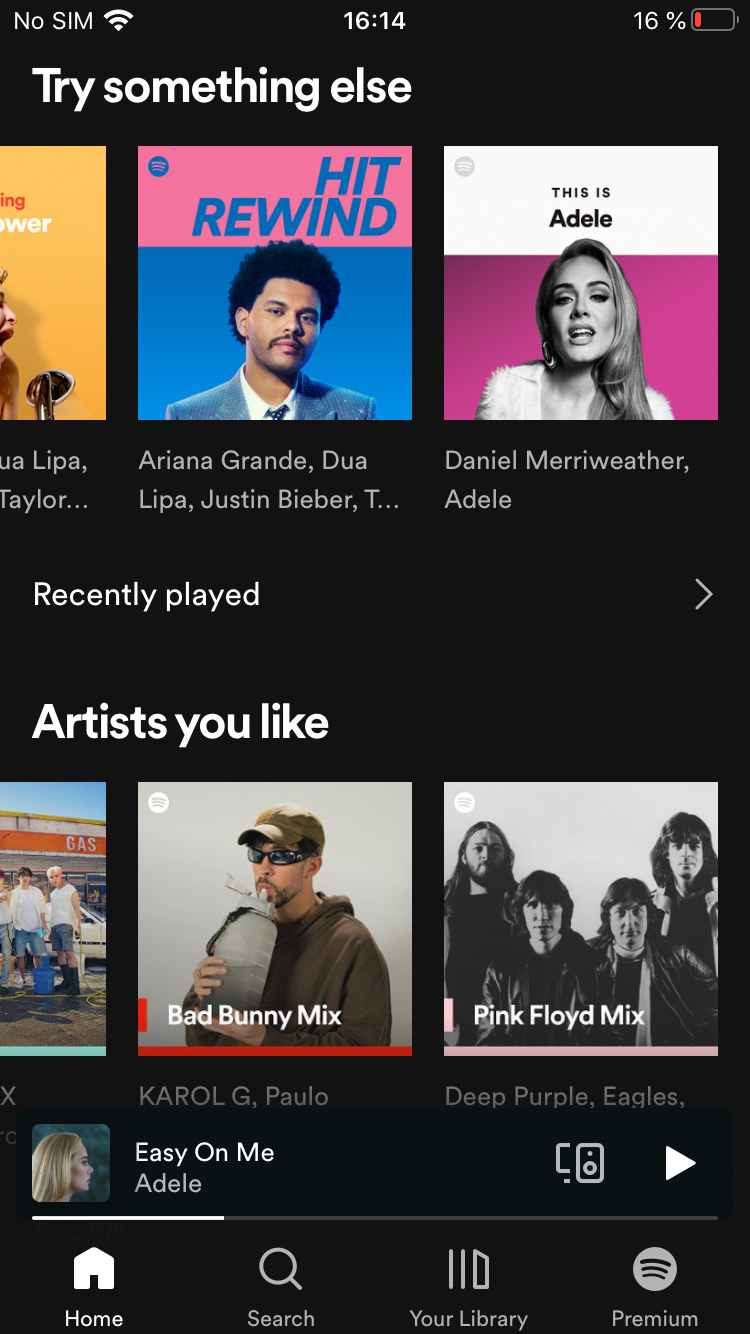 No SIM 16:14 16 %
Try something else
ing
ower
HIT
REWIND
THIS IS
Adele
ua Lipa,
Taylor...
Ariana Grande, Dua
Lipa, Justin Bieber, T...
Daniel Merriweather,
Adele
Recently played
Artists you like
GAS
Bad Bunny Mix
Pink Floyd Mix
X
KAROL G, Paulo
Deep Purple, Eagles,
Easy On Me
Adele
Home
Search
Your Library
Premium